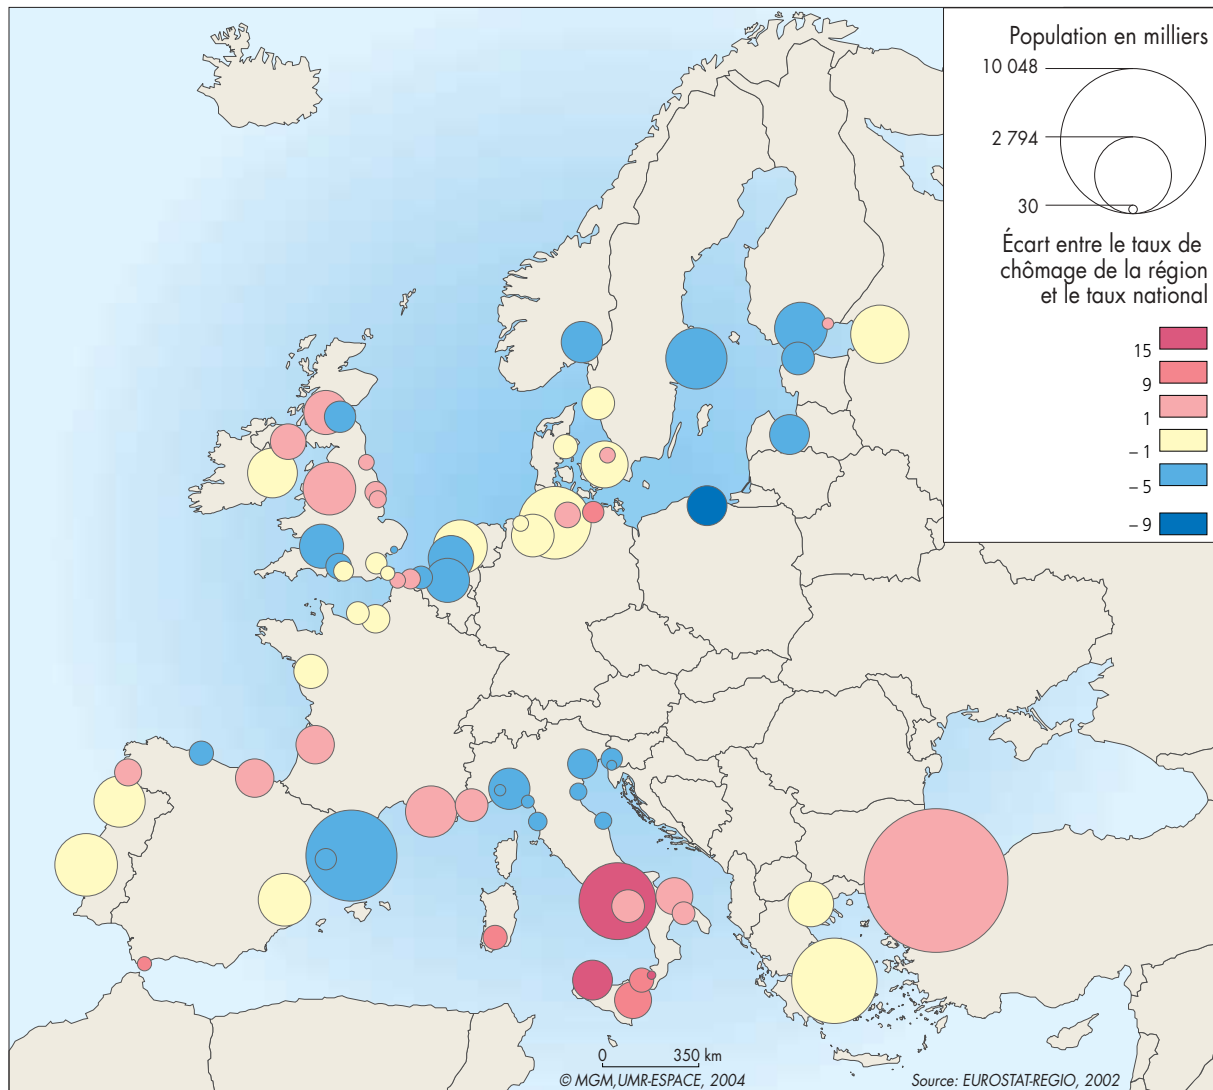 Population en milliers
10 048
2 794
30
Écart entre le taux de
chômage de la région
et le taux national
15
9
1
– 1
– 5
– 9
0 350 km
© MGM,UMR-ESPACE, 2004
Source: EUROSTAT-REGIO, 2002